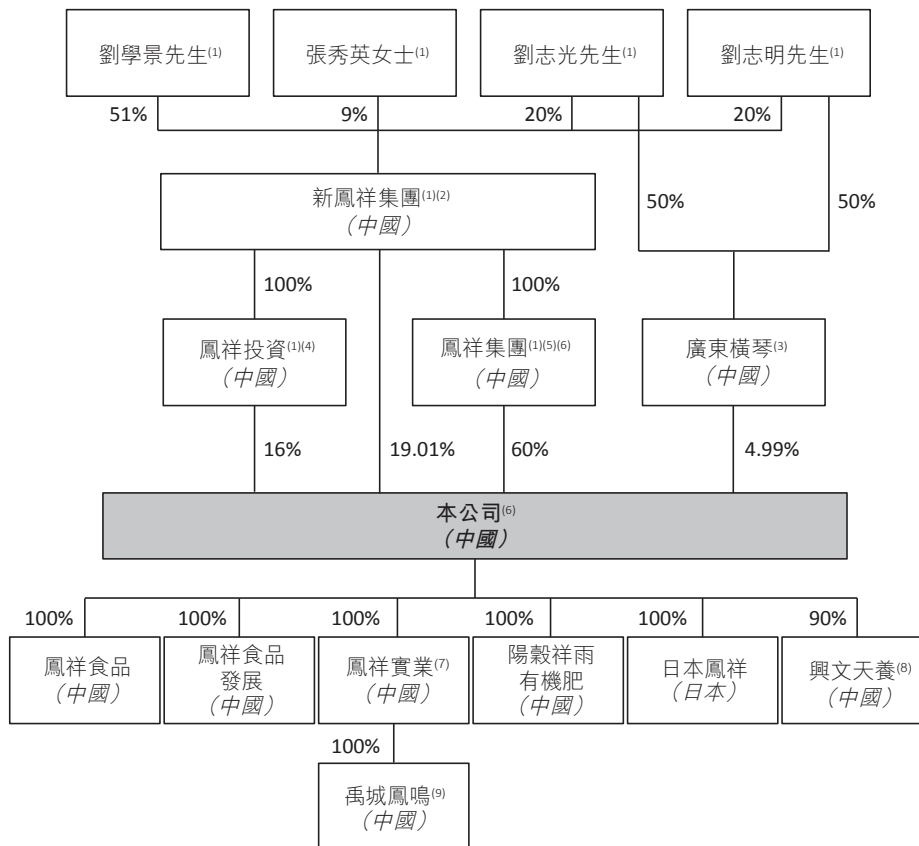 劉學景先生(1)
張秀英女士(1)
劉志光先生(1)
劉志明先生(1)
51%
9%
20%
20%
新鳳祥集團(1)(2)
（中國）
50%
50%
100%
100%
鳳祥投資(1)(4)
（中國）
鳳祥集團(1)(5)(6)
（中國）
廣東橫琴(3)
（中國）
16%
19.01%
60%
4.99%
本公司(6)
（中國）
100%
100%
100%
100%
100%
90%
鳳祥食品
（中國）
鳳祥食品
發展
（中國）
鳳祥實業(7)
（中國）
陽穀祥雨
有機肥
（中國）
日本鳳祥
（日本）
興文天養(8)
（中國）
100%
禹城鳳鳴(9)
（中國）